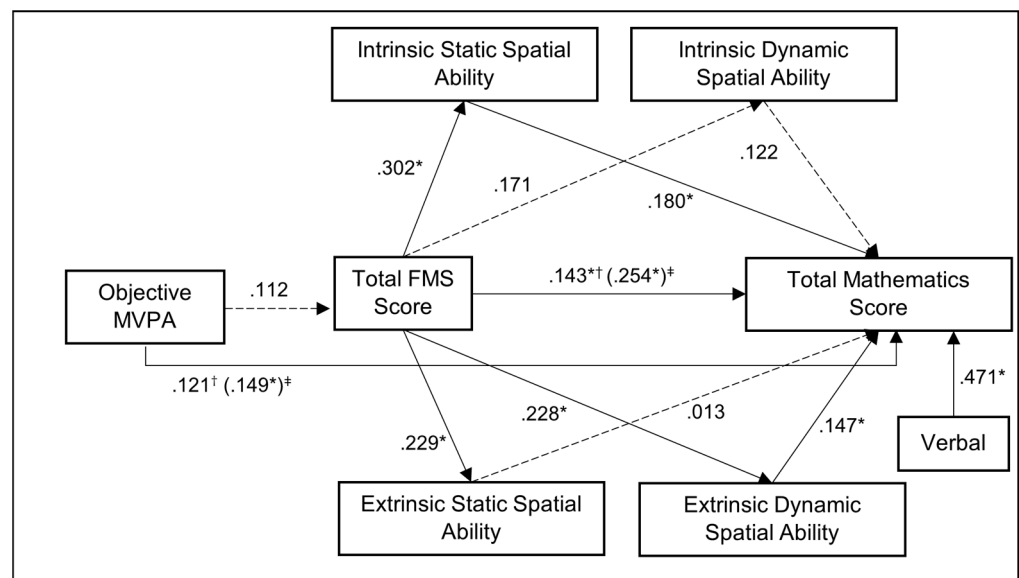 Intrinsic Static Spatial
Ability
Intrinsic Dynamic
Spatial Ability
.302*
.171
.122
.180*
Objective
MVPA
.112
Total FMS
Score
.143*† (.254*)‡
Total Mathematics
Score
.121† (.149*)‡
.229*
.228*
.013
.147*
.471*
Verbal
Extrinsic Static Spatial
Ability
Extrinsic Dynamic
Spatial Ability